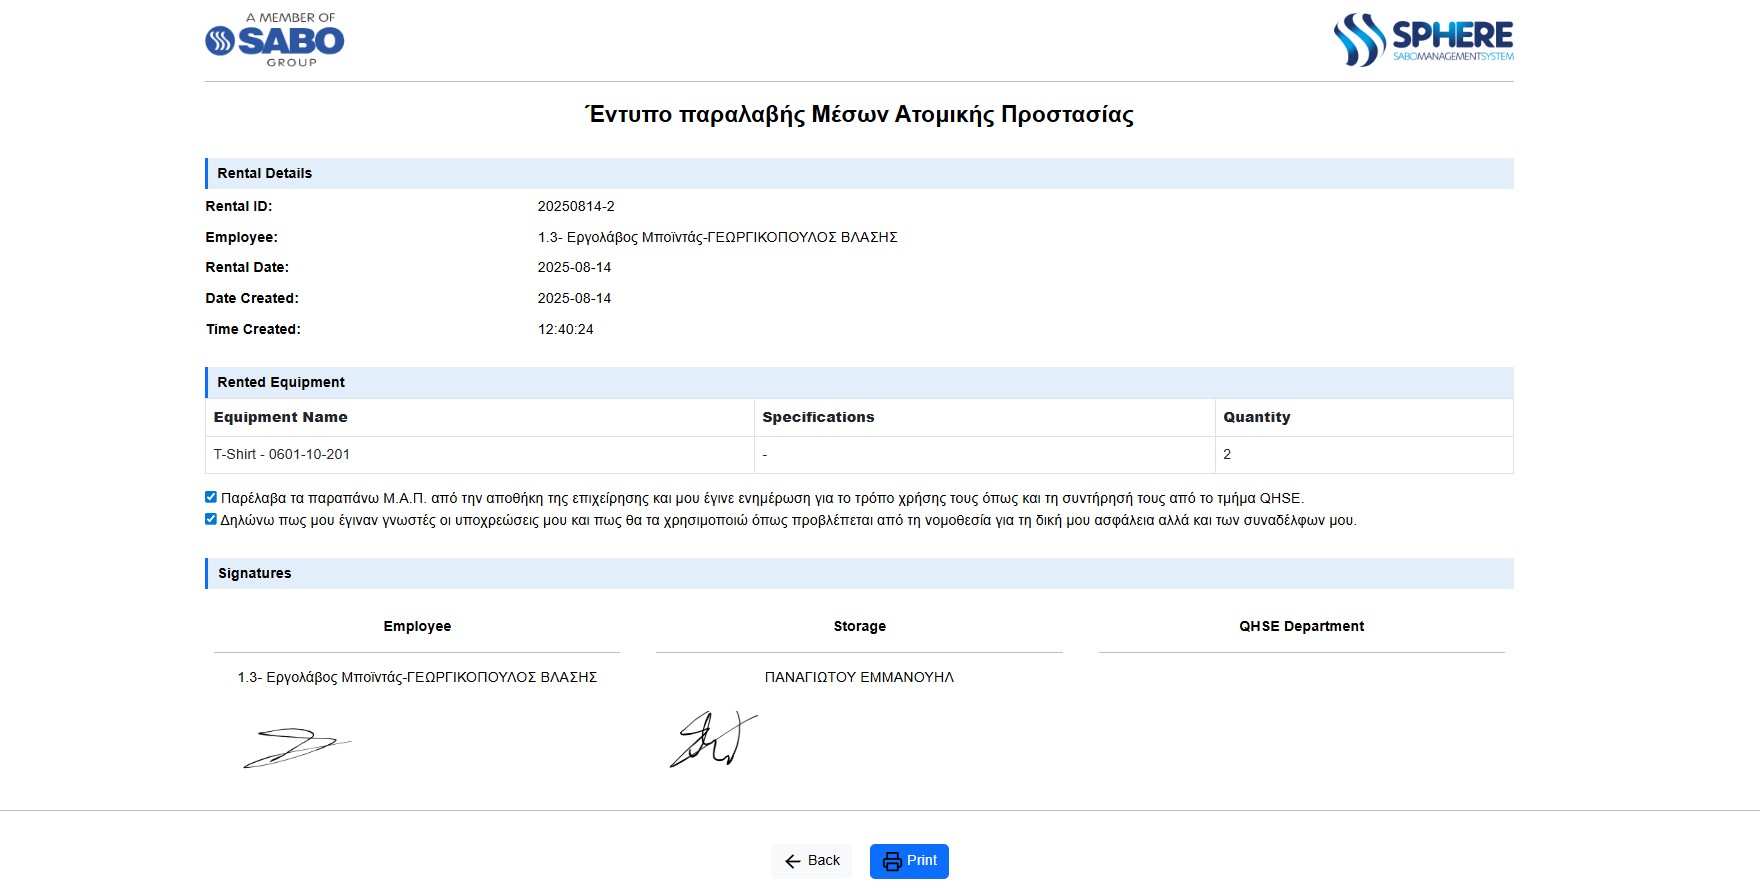 A MEMBER OF
SABO
GROUP
SPHERE
SABOMANAGEMENTSYSTEM
Έντυπο παραλαβής Μέσων Ατομικής Προστασίας
Rental Details
Rental ID: 20250814-2
Employee: 1.3- Εργολάβος Μποϊντάς-ΓΕΩΡΓΙΚΟΠΟΥΛΟΣ ΒΛΑΣΗΣ
Rental Date: 2025-08-14
Date Created: 2025-08-14
Time Created: 12:40:24
Rented Equipment
Equipment Name Specifications Quantity
T-Shirt - 0601-10-201 - 2
Παρέλαβα τα παραπάνω Μ.Α.Π. από την αποθήκη της επιχείρησης και μου έγινε ενημέρωση για το τρόπο χρήσης τους όπως και τη συντήρησή τους από το τμήμα QHSE.
Δηλώνω πως μου έγιναν γνωστές οι υποχρεώσεις μου και πως θα τα χρησιμοποιώ όπως προβλέπεται από τη νομοθεσία για τη δική μου ασφάλεια αλλά και των συναδέλφων μου.
Signatures
Employee Storage QHSE Department
1.3- Εργολάβος Μποϊντάς-ΓΕΩΡΓΙΚΟΠΟΥΛΟΣ ΒΛΑΣΗΣ ΠΑΝΑΓΙΩΤΟΥ ΕΜΜΑΝΟΥΗΛ
Back Print